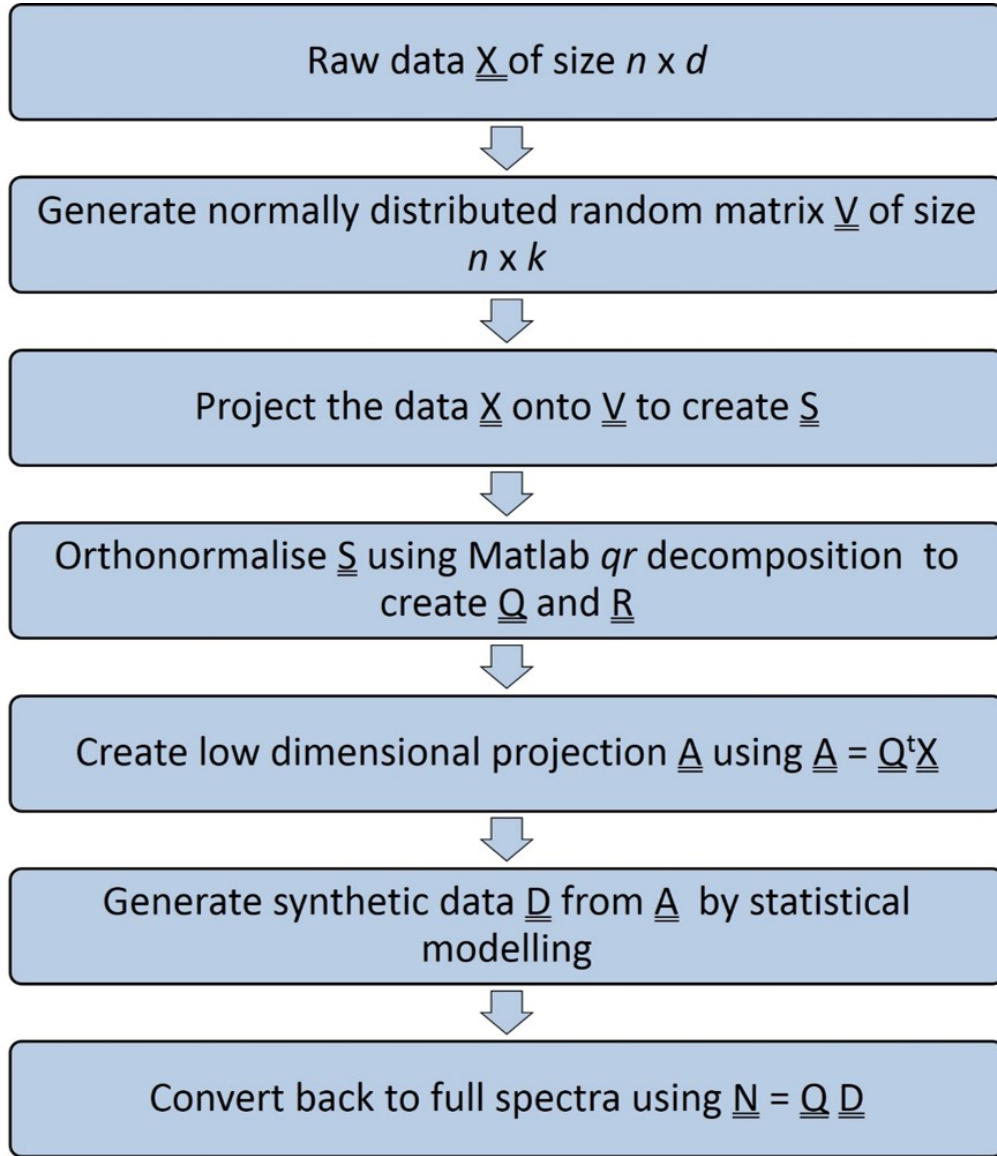 Raw data X of size n x d
Generate normally distributed random matrix V of size
n x k
Project the data X onto V to create S
Orthonormalise S using Matlab qr decomposition to
create Q and R
Create low dimensional projection A using A = QᵗX
Generate synthetic data D from A by statistical
modelling
Convert back to full spectra using N = Q D